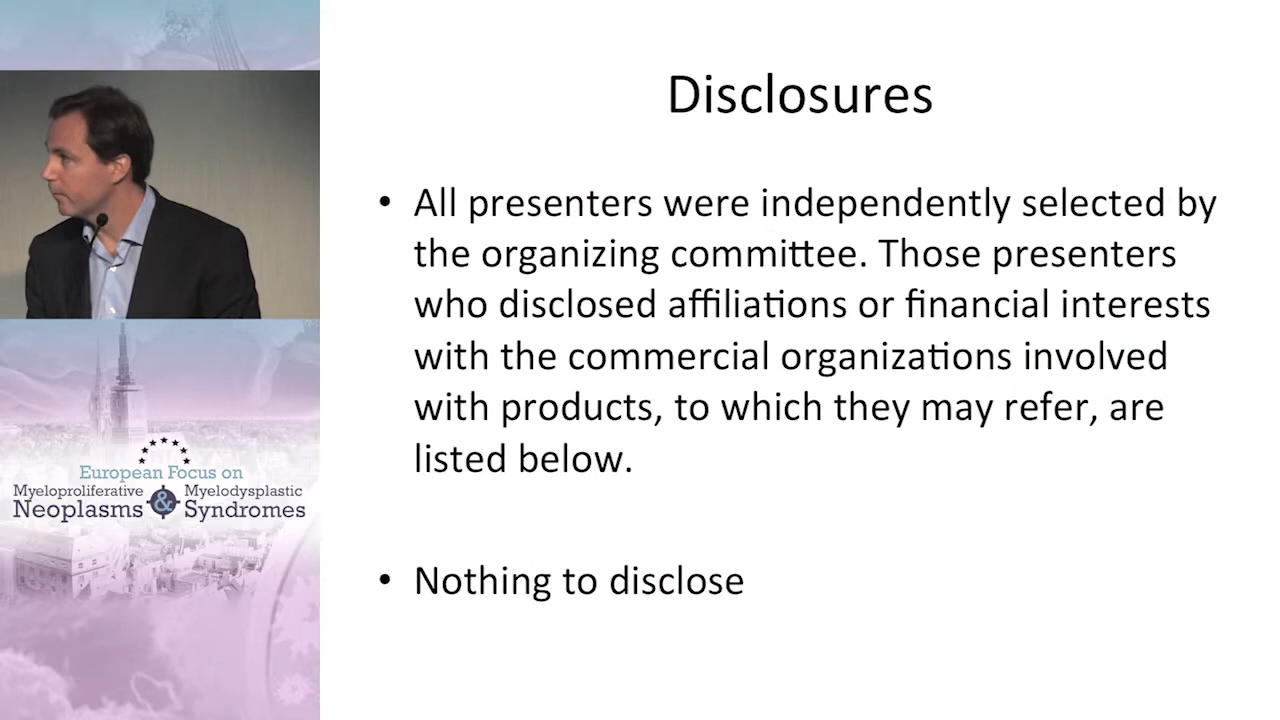 Disclosures
• All presenters were independently selected by
the organizing committee. Those presenters
who disclosed affiliations or financial interests
with the commercial organizations involved
with products, to which they may refer, are
listed below.
• Nothing to disclose
European Focus on
Myeloproliferative & Myelodysplastic
Neoplasms Syndromes